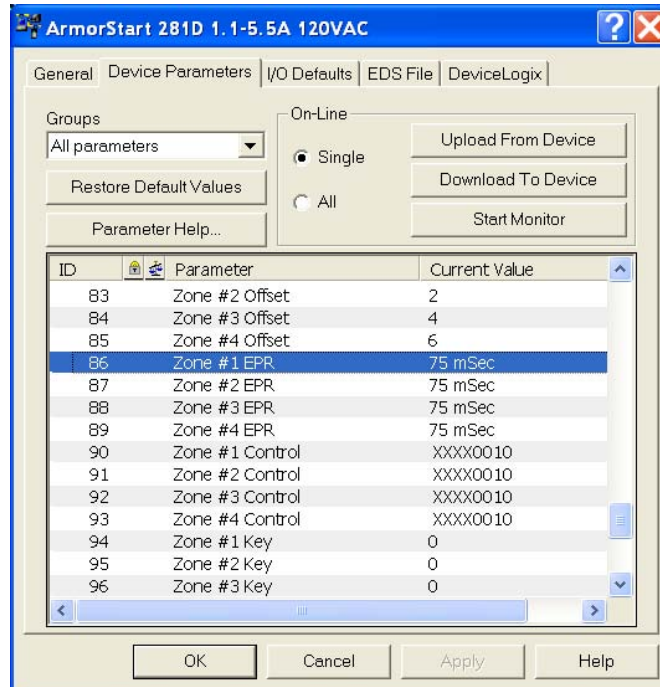 ArmorStart 281D 1.1-5.5A 120VAC
General Device Parameters I/O Defaults EDS File DeviceLogix
Groups
All parameters
Restore Default Values
Parameter Help...
On-Line
Single
All
Upload From Device
Download To Device
Start Monitor
ID Parameter Current Value
83 Zone #2 Offset 2
84 Zone #3 Offset 4
85 Zone #4 Offset 6
86 Zone #1 EPR 75 mSec
87 Zone #2 EPR 75 mSec
88 Zone #3 EPR 75 mSec
89 Zone #4 EPR 75 mSec
90 Zone #1 Control XXXX0010
91 Zone #2 Control XXXX0010
92 Zone #3 Control XXXX0010
93 Zone #4 Control XXXX0010
94 Zone #1 Key 0
95 Zone #2 Key 0
96 Zone #3 Key 0
OK Cancel Apply Help